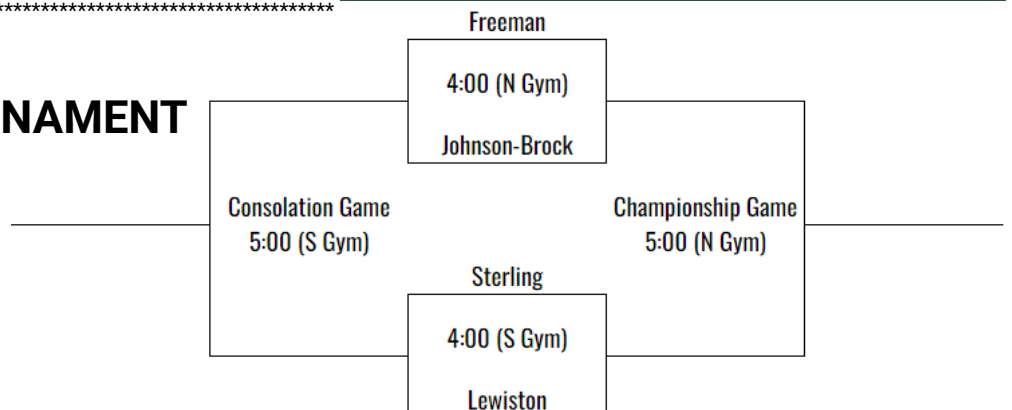 ***********************************
Freeman
4:00 (N Gym)
NAMENT
Johnson-Brock
Consolation Game
5:00 (S Gym)
Championship Game
5:00 (N Gym)
Sterling
4:00 (S Gym)
Lewiston